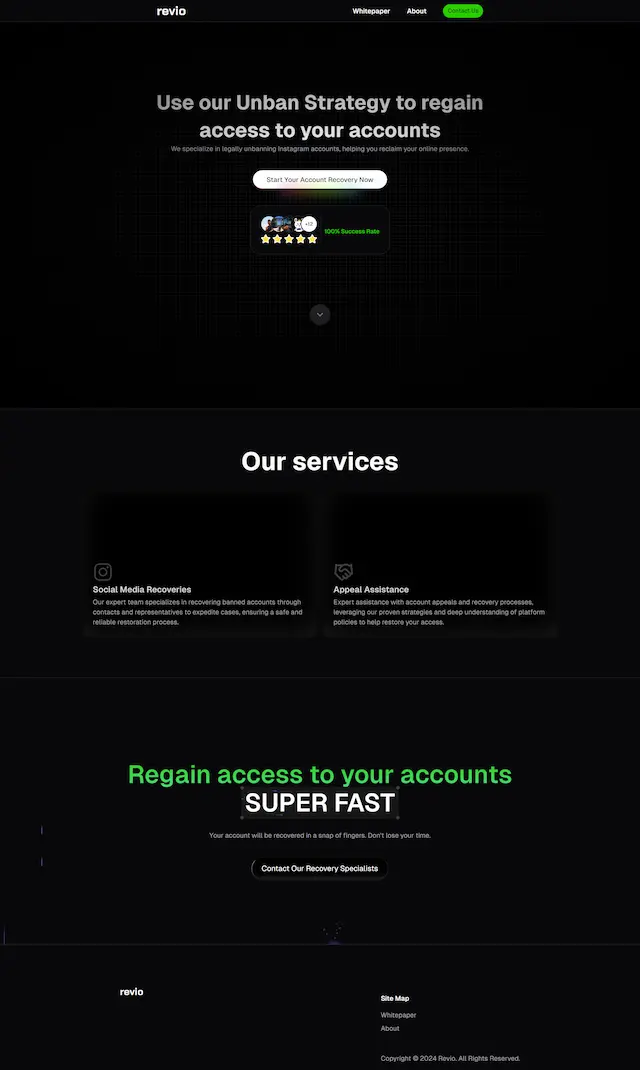 revio
Whitepaper
About
Contact Us
Use our Unban Strategy to regain
access to your accounts
We specialize in legally unbanning Instagram accounts, helping you reclaim your online presence.
Start Your Account Recovery Now
+12
100% Success Rate
Our services
Social Media Recoveries
Our expert team specializes in recovering banned accounts through
contacts and representatives to expedite cases, ensuring a safe and
reliable restoration process.
Appeal Assistance
Expert assistance with account appeals and recovery processes,
leveraging our proven strategies and deep understanding of platform
policies to help restore your access.
Regain access to your accounts
SUPER FAST
Your account will be recovered in a snap of fingers. Don't lose your time.
Contact Our Recovery Specialists
revio
Site Map
Whitepaper
About
Copyright © 2024 Revio. All Rights Reserved.